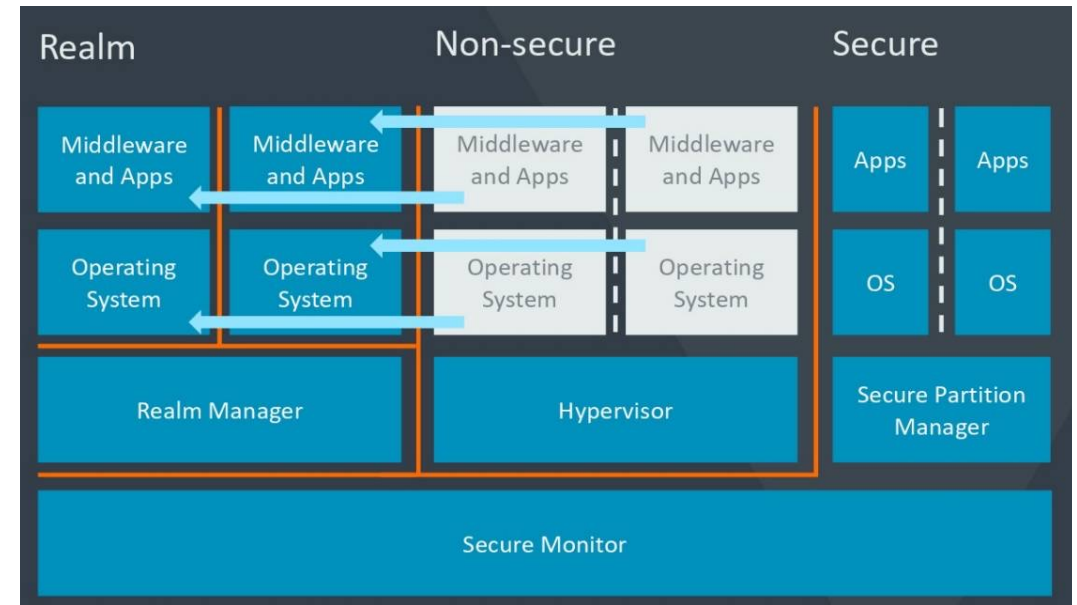 Realm
Non-secure
Secure
Middleware
and Apps
Middleware
and Apps
Middleware
and Apps
Middleware
and Apps
Apps
Apps
Operating
System
Operating
System
Operating
System
Operating
System
OS
OS
Realm Manager
Hypervisor
Secure Partition
Manager
Secure Monitor